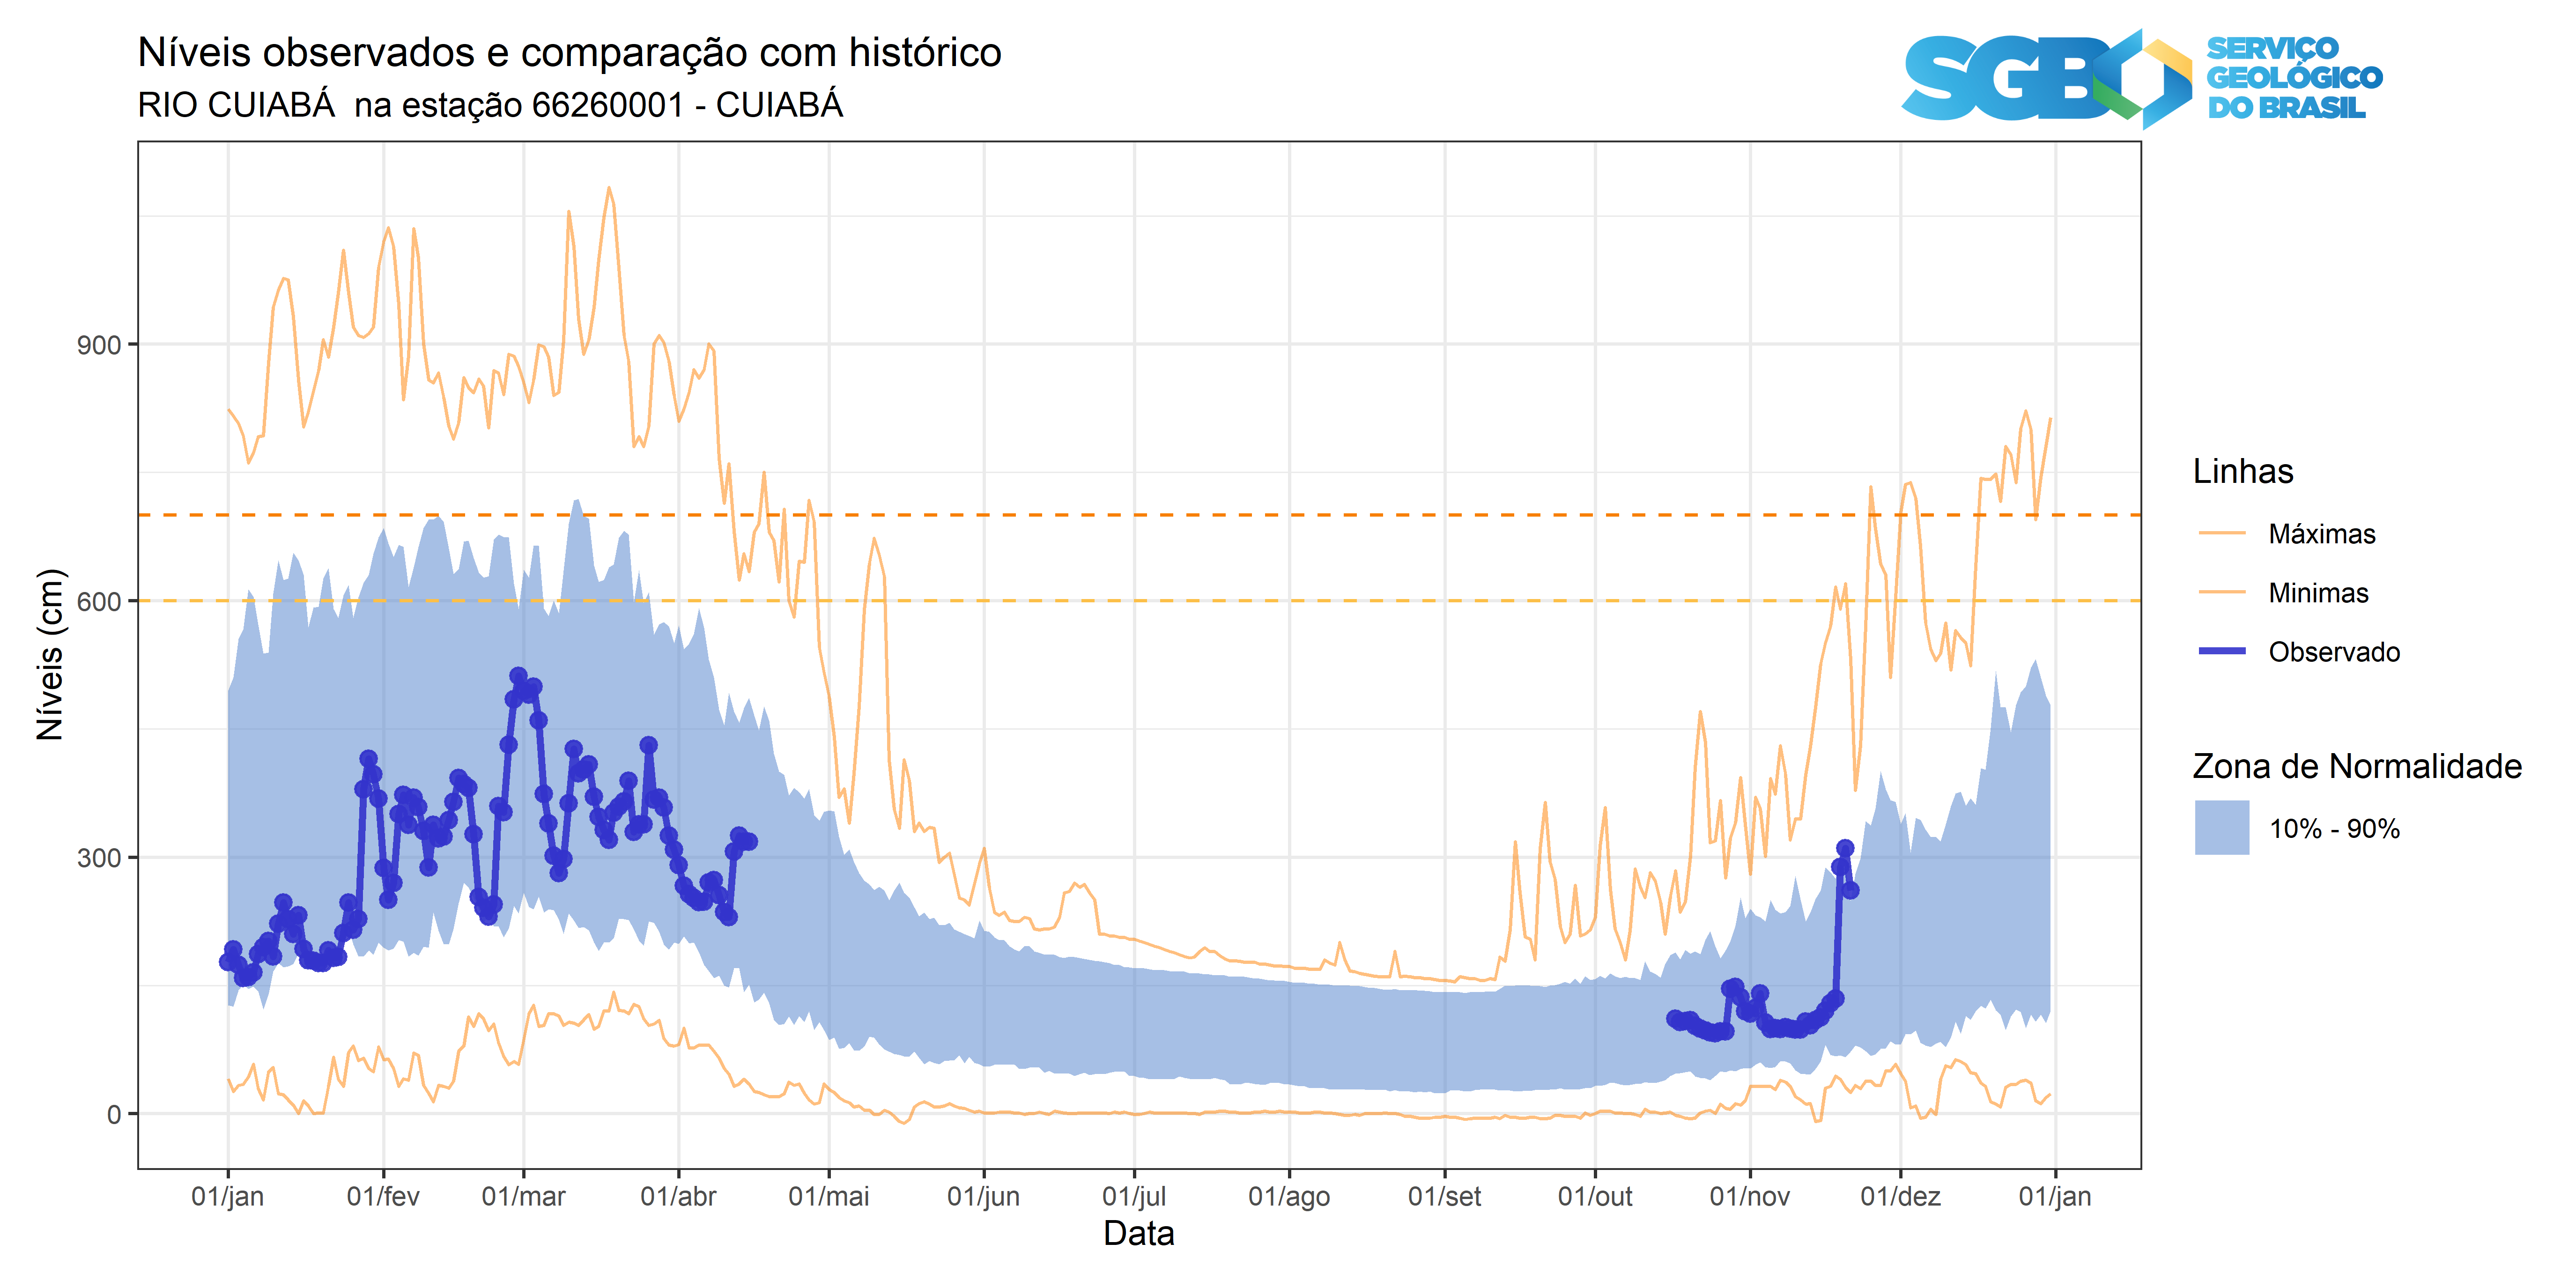 Níveis observados e comparação com histórico
RIO CUIABÁ  na estação 66260001 - CUIABÁ
SGB
SERVIÇO
GEOLÓGICO
DO BRASIL
Níveis (cm)
900
600
300
0
01/jan
01/fev
01/mar
01/abr
01/mai
01/jun
01/jul
01/ago
01/set
01/out
01/nov
01/dez
01/jan
Data
Linhas
Máximas
Minimas
Observado
Zona de Normalidade
10% - 90%